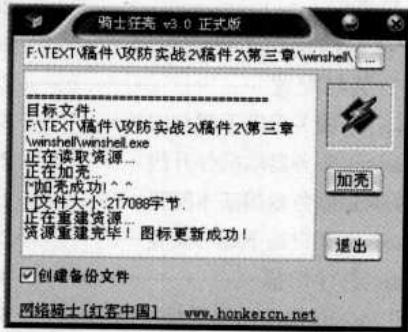 骑士狂壳 v3.0 正式版
F:\TEXT\稿件\攻防实战2\稿件2\第三章\winshell\
...
==================================
目标文件:
F:\TEXT\稿件\攻防实战2\稿件2\第三章
\winshell\winshell.exe
正在读取资源...
正在加壳...
[*]加壳成功! ^_^
[*]文件大小:217088字节.
正在重建资源...
资源重建完毕! 图标更新成功!
加壳
退出
创建备份文件
网络骑士[红客中国] www.honkercn.net